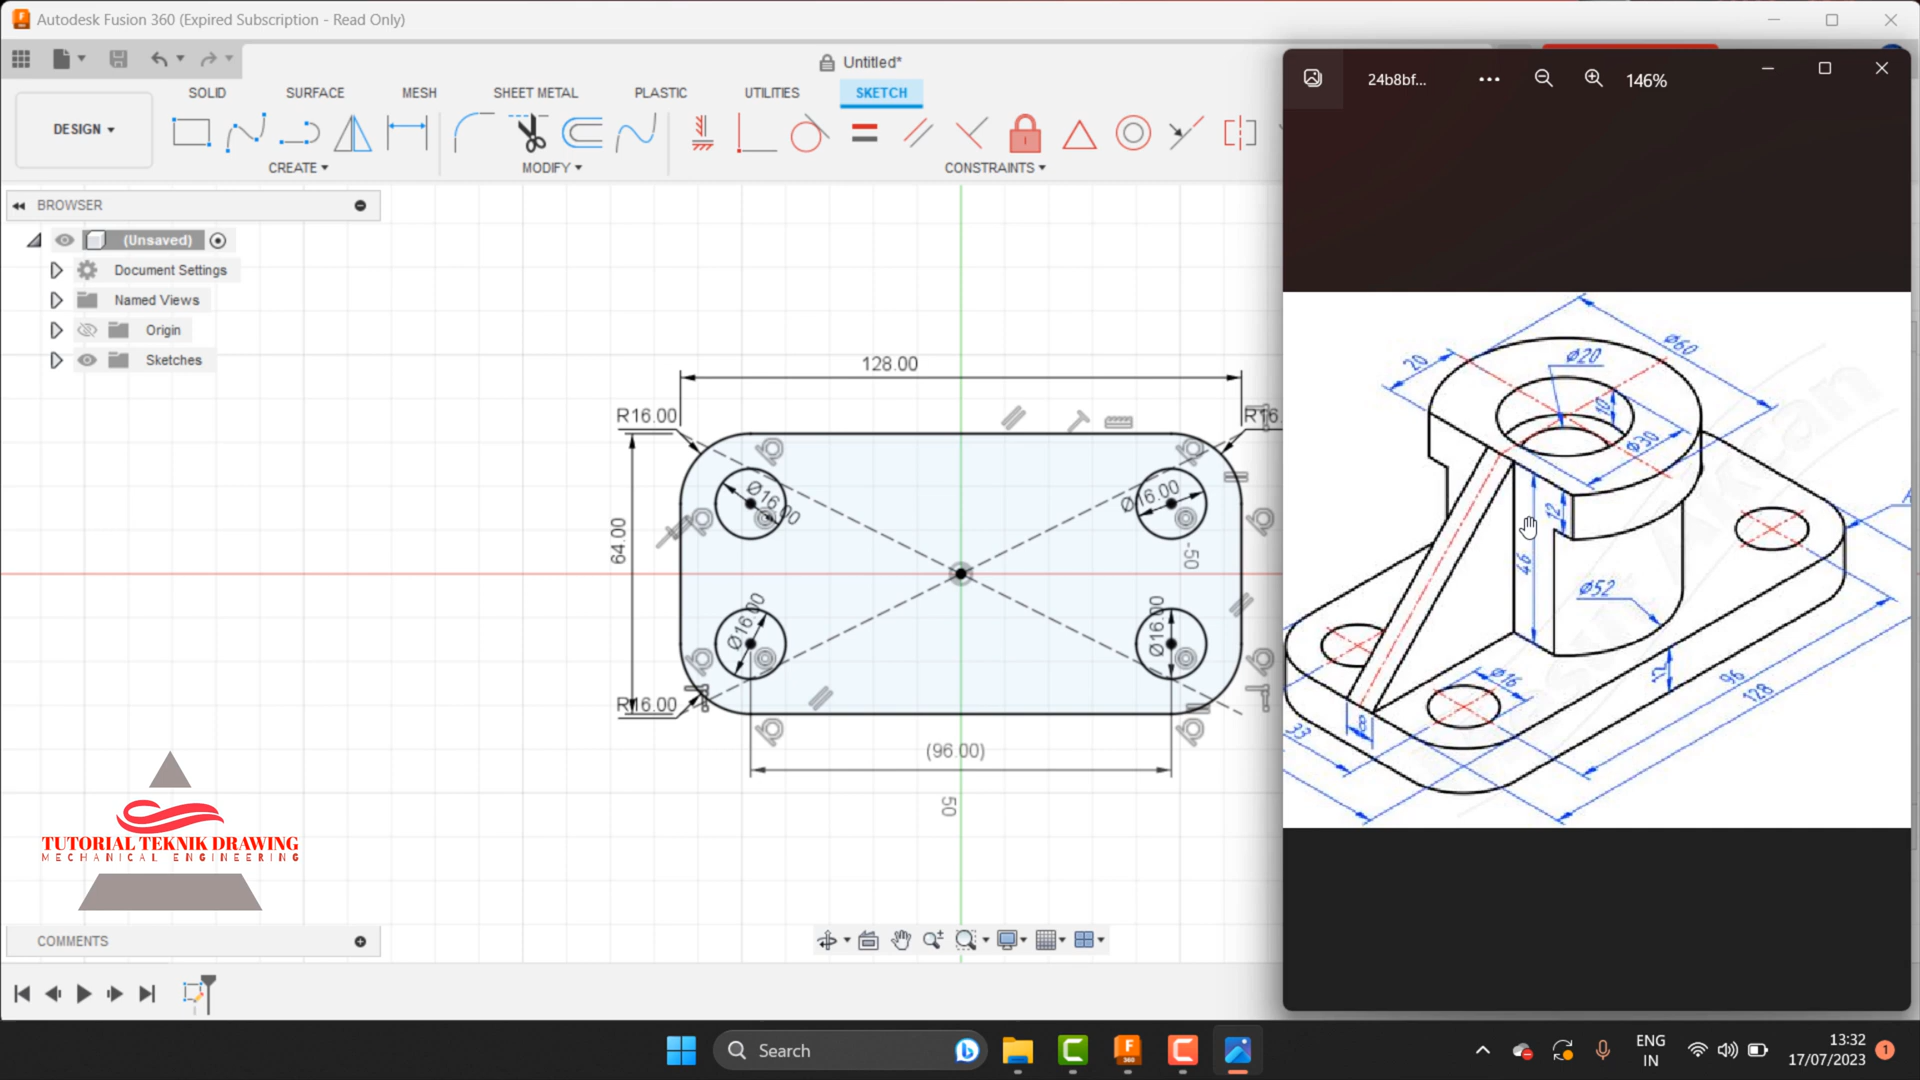 Autodesk Fusion 360 (Expired Subscription - Read Only)
Untitled*
24b8bf...
146%
SOLID
SURFACE
MESH
SHEET METAL
PLASTIC
UTILITIES
SKETCH
DESIGN
CREATE
MODIFY
CONSTRAINTS
BROWSER
(Unsaved)
Document Settings
Named Views
Origin
Sketches
128.00
R16.00
R16.
64.00
Ø16.00
Ø16.00
-50
Ø16.00
Ø16.00
R16.00
(96.00)
50
Ø60
20
Ø20
10
Ø30
12
46
Ø52
Ø16
12
96
128
8
33
TUTORIAL TEKNIK DRAWING
MECHANICAL ENGINEERING
COMMENTS
Search
F
360
ENG
IN
13:32
17/07/2023
1